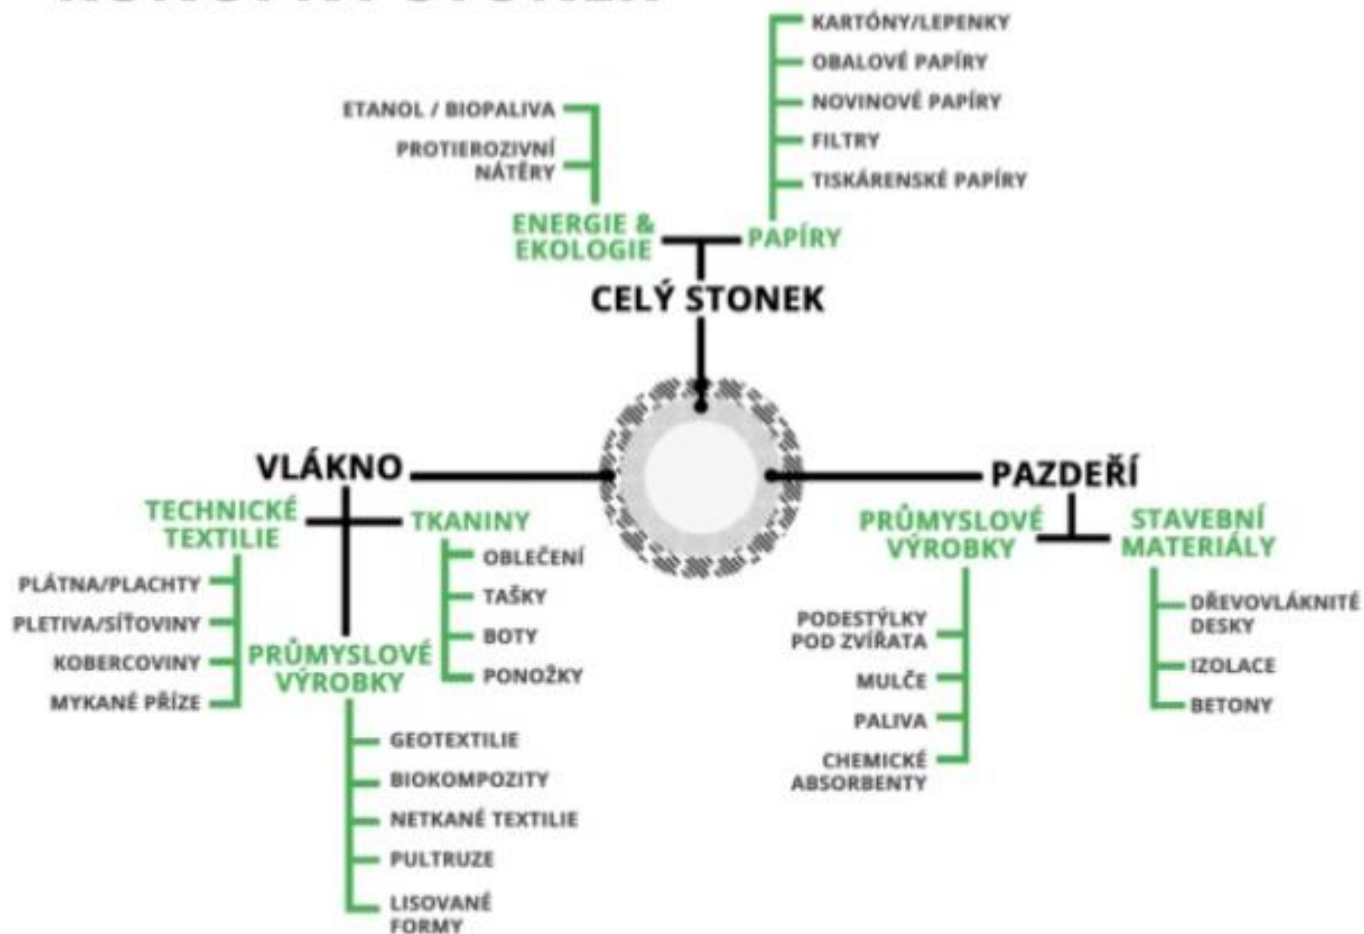 KARTÓNY/LEPENKY
OBALOVÉ PAPÍRY
NOVINOVÉ PAPÍRY
FILTRY
TISKÁRENSKÉ PAPÍRY
ETANOL / BIOPALIVA
PROTIEROZIVNÍ
NÁTĚRY
ENERGIE &
EKOLOGIE
PAPÍRY
CELÝ STONEK
VLÁKNO
TECHNICKÉ
TEXTILIE
PLÁTNA/PLACHTY
PLETIVA/SÍŤOVINY
KOBERCOVINY
MYKANÉ PŘÍZE
TKANINY
OBLEČENÍ
TAŠKY
BOTY
PONOŽKY
PRŮMYSLOVÉ
VÝROBKY
GEOTEXTILIE
BIOKOMPOZITY
NETKANÉ TEXTILIE
PULTRUZE
LISOVANÉ
FORMY
PAZDEŘÍ
PRŮMYSLOVÉ
VÝROBKY
PODESTÝLKY
POD ZVÍŘATA
MULČE
PALIVA
CHEMICKÉ
ABSORBENTY
STAVEBNÍ
MATERIÁLY
DŘEVOVLÁKNITÉ
DESKY
IZOLACE
BETONY